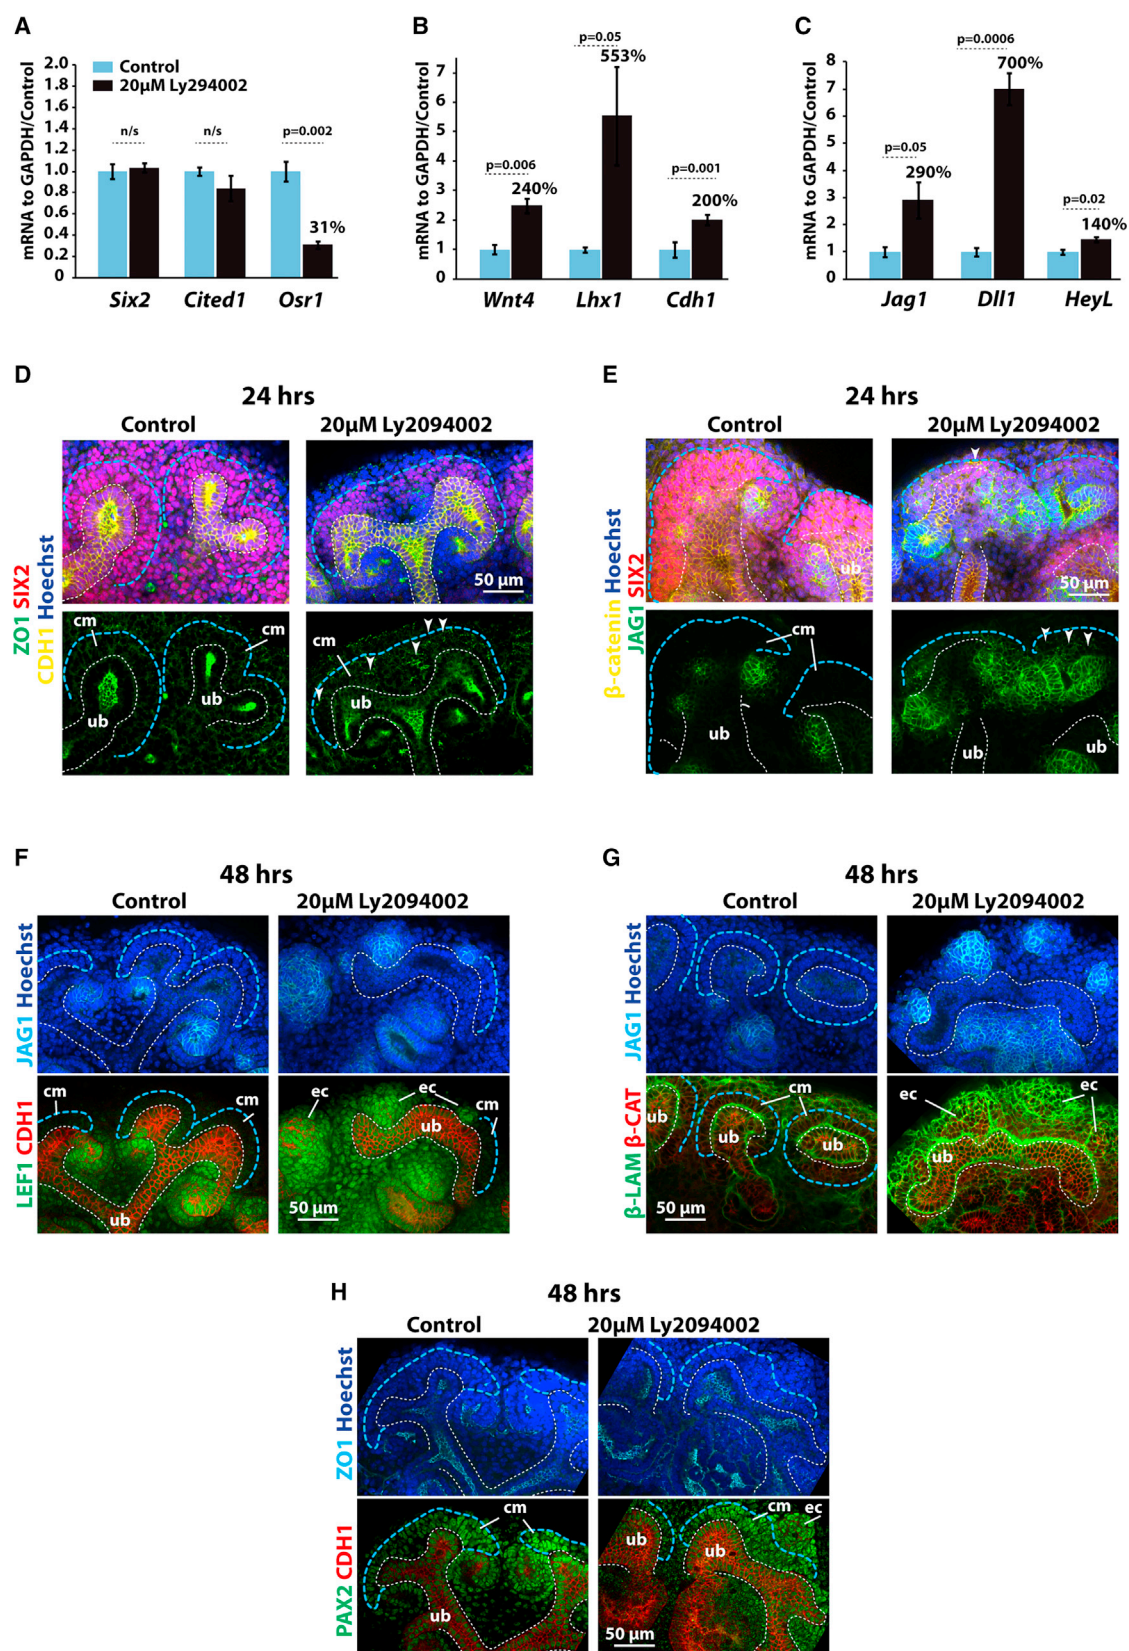 A
B
C
mRNA to GAPDH/Control
2.0
1.8
1.6
1.4
1.2
1.0
0.8
0.6
0.4
0.2
0
Control
20μM Ly294002
n/s
n/s
p=0.002
31%
Six2 Cited1 Osr1
mRNA to GAPDH/Control
7
6
5
4
3
2
1
0
p=0.006
240%
p=0.05
553%
p=0.001
200%
Wnt4 Lhx1 Cdh1
mRNA to GAPDH/Control
8
7
6
5
4
3
2
1
0
p=0.05
290%
p=0.0006
700%
p=0.02
140%
Jag1 Dll1 HeyL
D
24 hrs
Control 20μM Ly2094002
ZO1 SIX2
CDH1 Hoechst
50 μm
cm
cm
ub
ub
cm
ub
E
24 hrs
Control 20μM Ly2094002
β-catenin Hoechst
JAG1 SIX2
ub
50 μm
cm
ub
ub
ub
F
48 hrs
Control 20μM Ly2094002
JAG1 Hoechst
LEF1 CDH1
cm
cm
ub
ec
ec
cm
ub
50 μm
G
48 hrs
Control 20μM Ly2094002
JAG1 Hoechst
β-LAM β-CAT
ub
cm
ub
ub
50 μm
ec
ec
ub
H
48 hrs
Control 20μM Ly2094002
ZO1 Hoechst
PAX2 CDH1
cm
ub
cm
ec
ub
ub
50 μm